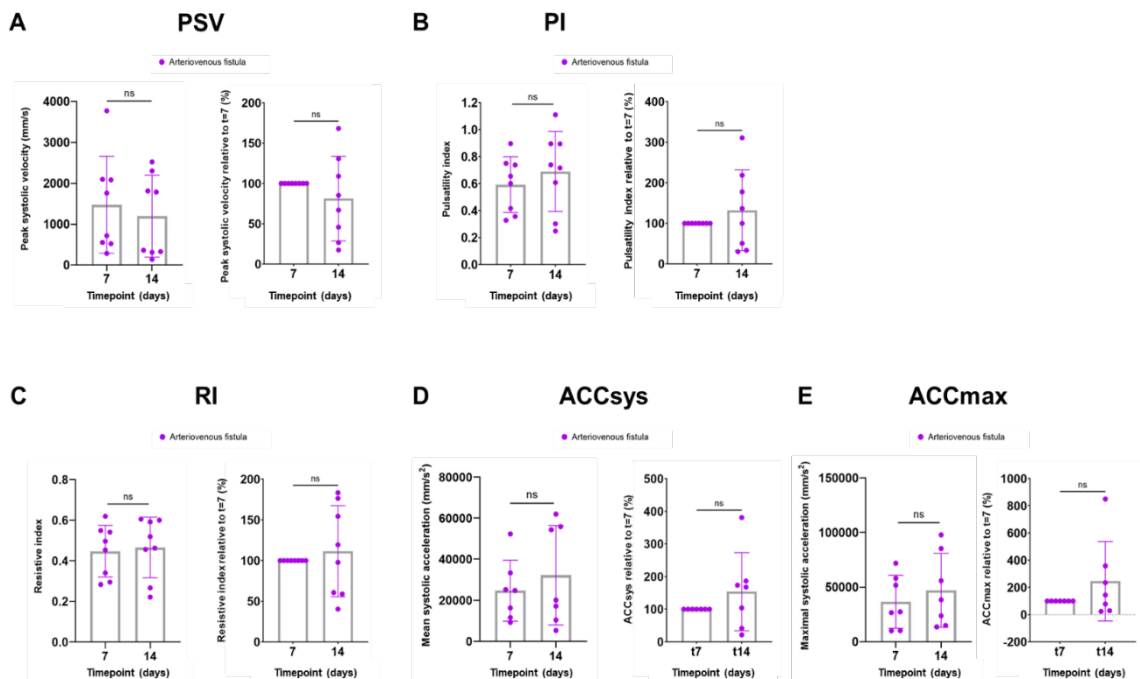 A PSV
Arteriovenous fistula
Peak systolic velocity (mm/s)
4000
3000
2000
1000
0
ns
7 14
Timepoint (days)
Peak systolic velocity relative to t=7 (%)
200
150
100
50
0
ns
7 14
Timepoint (days)
B PI
Arteriovenous fistula
Pulsatility index
1.2
1.0
0.8
0.6
0.4
0.2
0.0
ns
7 14
Timepoint (days)
Pulsatility index relative to t=7 (%)
400
300
200
100
0
ns
7 14
Timepoint (days)
C RI
Arteriovenous fistula
Resistive index
0.8
0.6
0.4
0.2
0.0
ns
7 14
Timepoint (days)
Resistive index relative to t=7 (%)
200
150
100
50
0
ns
7 14
Timepoint (days)
D ACCsys
Arteriovenous fistula
Mean systolic acceleration (mm/s²)
80000
60000
40000
20000
0
ns
7 14
Timepoint (days)
ACCsys relative to t=7 (%)
500
400
300
200
100
0
ns
t7 t14
Timepoint (days)
E ACCmax
Arteriovenous fistula
Maximal systolic acceleration (mm/s²)
150000
100000
50000
0
ns
7 14
Timepoint (days)
ACCmax relative to t=7 (%)
1000
800
600
400
200
0
-200
ns
t7 t14
Timepoint (days)